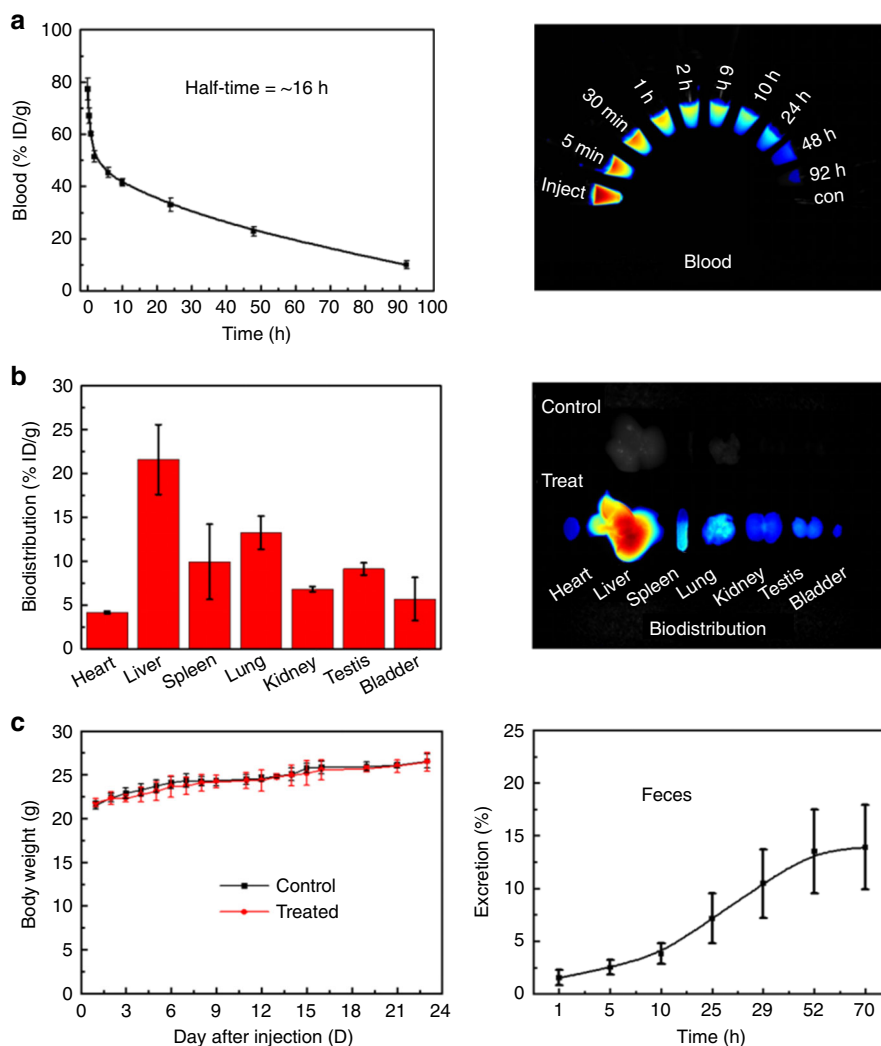 a
100
80
60
40
20
0
Blood (% ID/g)
Half-time = ~16 h
0 10 20 30 40 50 60 70 80 90 100
Time (h)
Inject
5 min
30 min
1 h
2 h
6 h
10 h
24 h
48 h
92 h
con
Blood
b
30
25
20
15
10
5
0
Biodistribution (% ID/g)
Heart Liver Spleen Lung Kidney Testis Bladder
Control
Treat
Heart Liver Spleen Lung Kidney Testis Bladder
Biodistribution
c
30
25
20
15
10
5
0
Body weight (g)
Control
Treated
3 6 9 12 15 18 21 24
Day after injection (D)
25
20
15
10
5
0
Excretion (%)
Feces
1 5 10 25 29 52 70
Time (h)